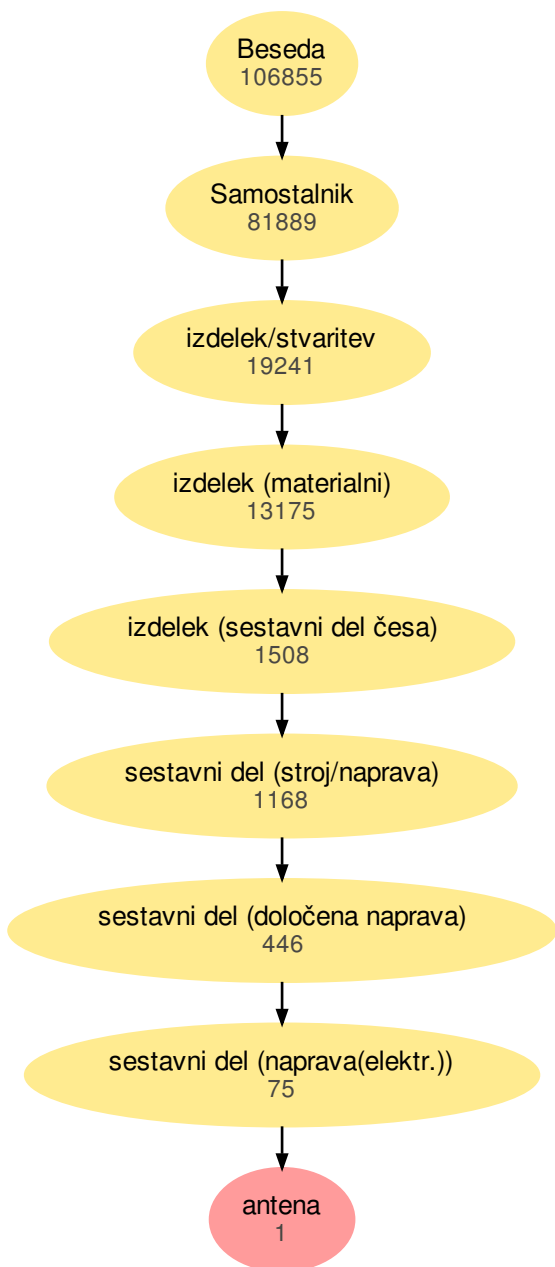 Beseda
106855
Samostalnik
81889
izdelek/stvaritev
19241
izdelek (materialni)
13175
izdelek (sestavni del česa)
1508
sestavni del (stroj/naprava)
1168
sestavni del (določena naprava)
446
sestavni del (naprava(elektr.))
75
antena
1